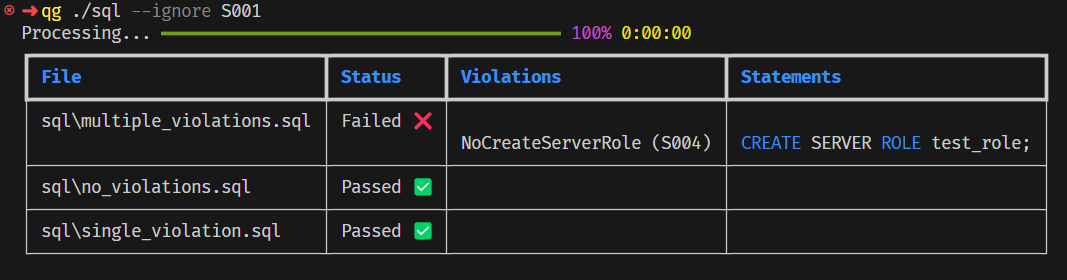 qg ./sql --ignore S001
Processing... 100% 0:00:00
File Status Violations Statements
sql\multiple_violations.sql Failed ❌
NoCreateServerRole (S004) CREATE SERVER ROLE test_role;
sql\no_violations.sql Passed ✅
sql\single_violation.sql Passed ✅